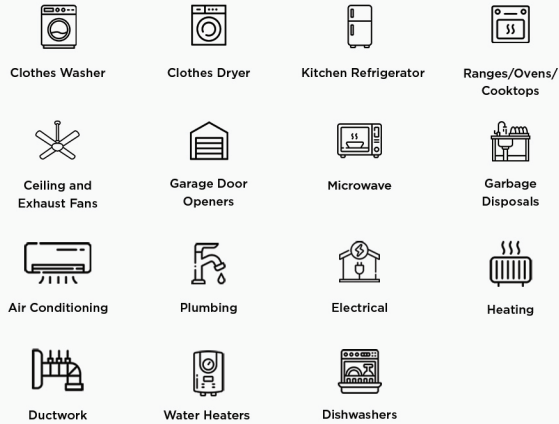 Clothes Washer
Clothes Dryer
Kitchen Refrigerator
Ranges/Ovens/
Cooktops
Ceiling and
Exhaust Fans
Garage Door
Openers
Microwave
Garbage
Disposals
Air Conditioning
Plumbing
Electrical
Heating
Ductwork
Water Heaters
Dishwashers